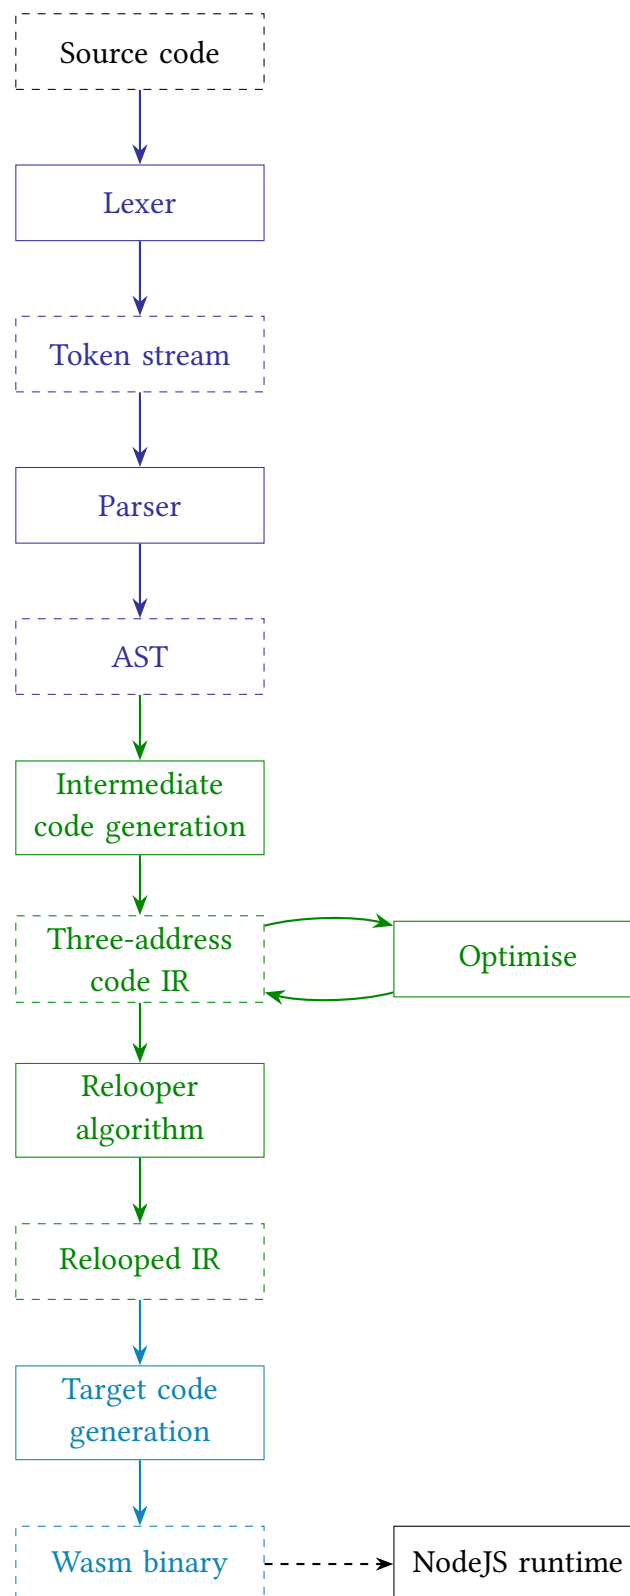 Source code
Lexer
Token stream
Parser
AST
Intermediate
code generation
Three-address
code IR
Optimise
Relooper
algorithm
Relooped IR
Target code
generation
Wasm binary
NodeJS runtime